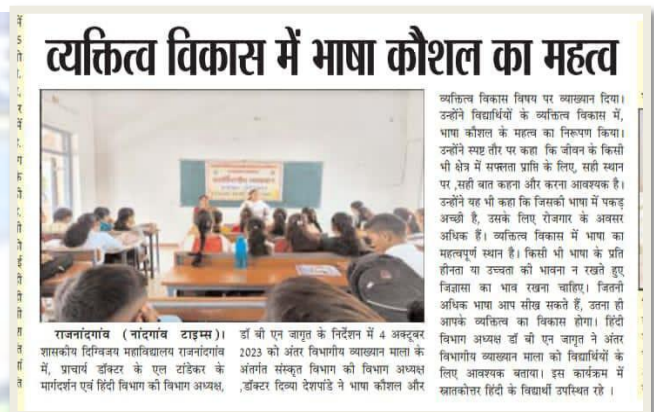 व्यक्तित्व विकास में भाषा कौशल का महत्व
राजनांदगांव (नांदगांव टाइम्स)।
शासकीय दिग्विजय महाविद्यालय राजनांदगांव
में, प्राचार्य डॉक्टर के एल टांडेकर के
मार्गदर्शन एवं हिंदी विभाग की विभाग अध्यक्ष,
डॉ बी एन जागृत के निर्देशन में 4 अक्टूबर
2023 को अंतर विभागीय व्याख्यान माला के
अंतर्गत संस्कृत विभाग की विभाग अध्यक्ष
,डॉक्टर दिव्या देशपांडे ने भाषा कौशल और
व्यक्तित्व विकास विषय पर व्याख्यान दिया।
उन्होंने विद्यार्थियों के व्यक्तित्व विकास में,
भाषा कौशल के महत्व का निरूपण किया।
उन्होंने स्पष्ट तौर पर कहा कि जीवन के किसी
भी क्षेत्र में सफलता प्राप्ति के लिए, सही स्थान
पर ,सही बात कहना और करना आवश्यक है।
उन्होंने यह भी कहा कि जिसकी भाषा में पकड़
अच्छी है, उसके लिए रोजगार के अवसर
अधिक हैं। व्यक्तित्व विकास में भाषा का
महत्वपूर्ण स्थान है। किसी भी भाषा के प्रति
हीनता या उच्चता की भावना न रखते हुए
जिज्ञासा का भाव रखना चाहिए। जितनी
अधिक भाषा आप सीख सकते हैं, उतना ही
आपके व्यक्तित्व का विकास होगा। हिंदी
विभाग अध्यक्ष डॉ बी एन जागृत ने अंतर
विभागीय व्याख्यान माला को विद्यार्थियों के
लिए आवश्यक बताया। इस कार्यक्रम में
स्नातकोत्तर हिंदी के विद्यार्थी उपस्थित रहे ।